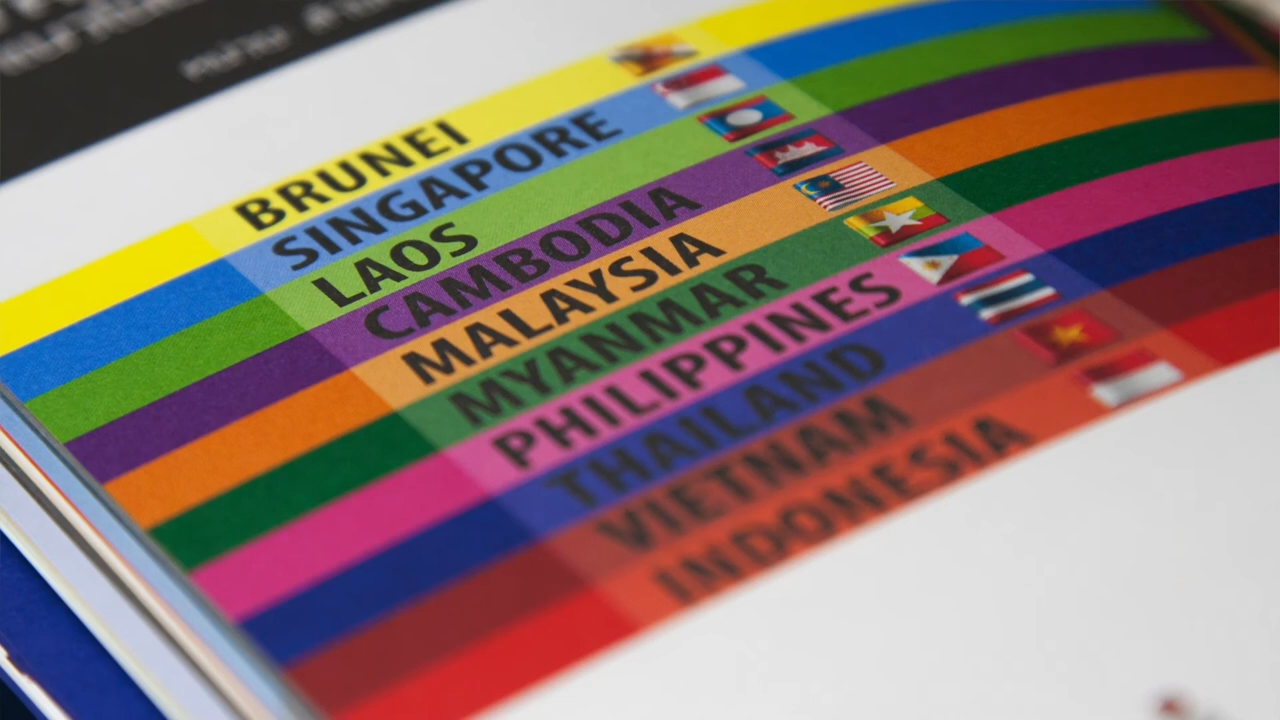 BRUNEI
SINGAPORE
LAOS
CAMBODIA
MALAYSIA
MYANMAR
PHILIPPINES
THAILAND
VIETNAM
INDONESIA